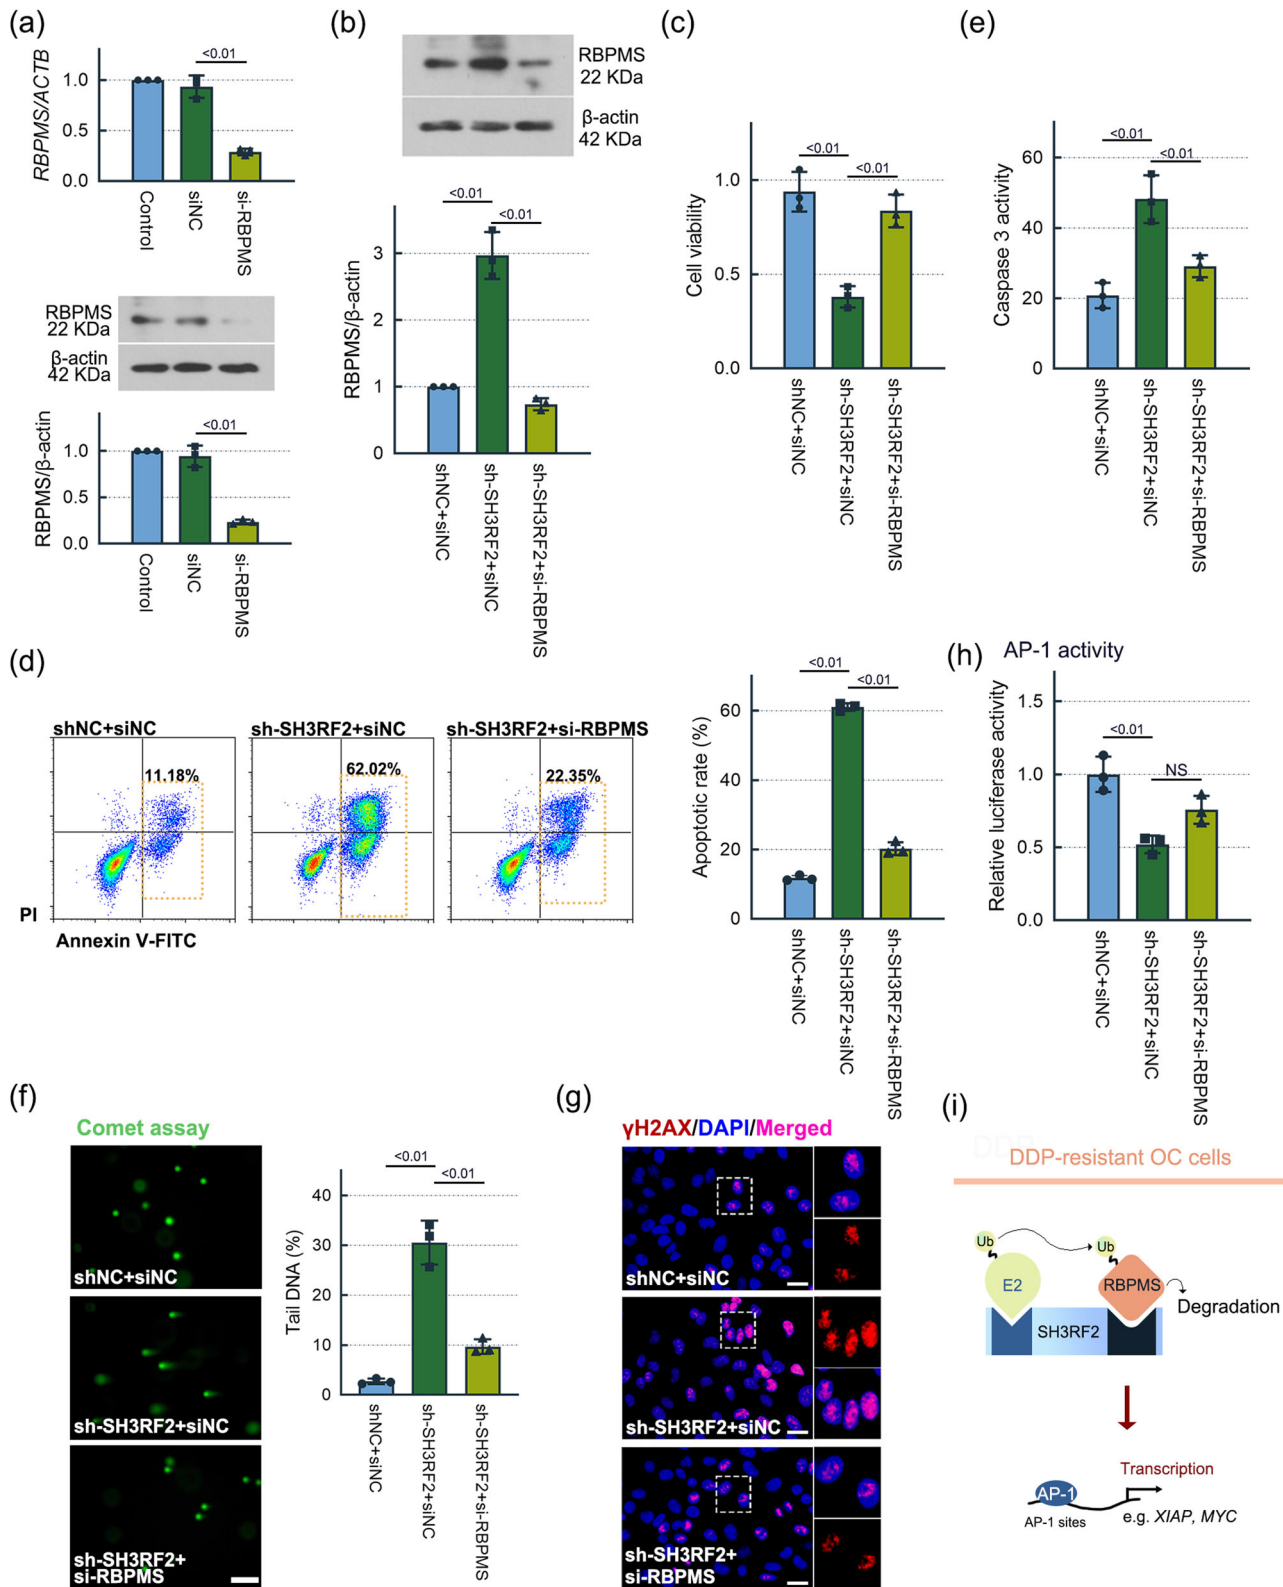 (a)
RBPMS/ACTB
1.0
0.5
0.0
<0.01
Control
siNC
si-RBPMS
RBPMS
22 KDa
β-actin
42 KDa
RBPMS/β-actin
1.0
0.5
0.0
<0.01
Control
siNC
si-RBPMS
(b)
RBPMS
22 KDa
β-actin
42 KDa
RBPMS/β-actin
3
2
1
0
<0.01
<0.01
shNC+siNC
sh-SH3RF2+siNC
sh-SH3RF2+si-RBPMS
(c)
Cell viability
1.0
0.5
0.0
<0.01
<0.01
shNC+siNC
sh-SH3RF2+siNC
sh-SH3RF2+si-RBPMS
(e)
Caspase 3 activity
60
40
20
0
<0.01
<0.01
shNC+siNC
sh-SH3RF2+siNC
sh-SH3RF2+si-RBPMS
(d)
shNC+siNC
11.18%
sh-SH3RF2+siNC
62.02%
sh-SH3RF2+si-RBPMS
22.35%
PI
Annexin V-FITC
Apoptotic rate (%)
60
40
20
0
<0.01
<0.01
shNC+siNC
sh-SH3RF2+siNC
sh-SH3RF2+si-RBPMS
(h)
AP-1 activity
Relative luciferase activity
1.5
1.0
0.5
0.0
<0.01
NS
shNC+siNC
sh-SH3RF2+siNC
sh-SH3RF2+si-RBPMS
(f)
Comet assay
shNC+siNC
sh-SH3RF2+siNC
sh-SH3RF2+
si-RBPMS
Tail DNA (%)
40
30
20
10
0
<0.01
<0.01
shNC+siNC
sh-SH3RF2+siNC
sh-SH3RF2+si-RBPMS
(g)
γH2AX/DAPI/Merged
shNC+siNC
sh-SH3RF2+siNC
sh-SH3RF2+
si-RBPMS
(i)
DDP-resistant OC cells
Ub
Ub
E2
RBPMS
SH3RF2
Degradation
Transcription
AP-1
AP-1 sites
e.g. XIAP, MYC